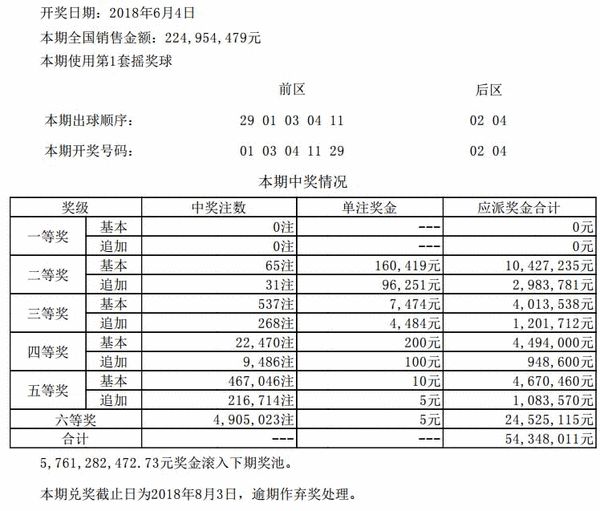 开奖日期：2018年6月4日
本期全国销售金额：224,954,479元
本期使用第1套摇奖球
前区 后区
本期出球顺序： 29 01 03 04 11 02 04
本期开奖号码： 01 03 04 11 29 02 04
本期中奖情况
奖级 中奖注数 单注奖金 应派奖金合计
一等奖 基本 0注 --- 0元
追加 0注 --- 0元
二等奖 基本 65注 160,419元 10,427,235元
追加 31注 96,251元 2,983,781元
三等奖 基本 537注 7,474元 4,013,538元
追加 268注 4,484元 1,201,712元
四等奖 基本 22,470注 200元 4,494,000元
追加 9,486注 100元 948,600元
五等奖 基本 467,046注 10元 4,670,460元
追加 216,714注 5元 1,083,570元
六等奖 4,905,023注 5元 24,525,115元
合计 --- --- 54,348,011元
5,761,282,472.73元奖金滚入下期奖池。
本期兑奖截止日为2018年8月3日，逾期作弃奖处理。